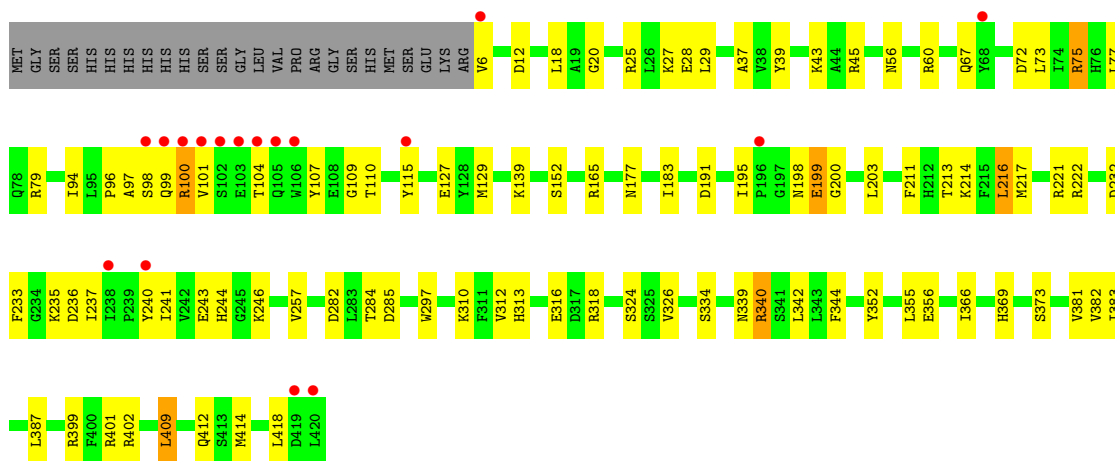 MET GLY SER SER HIS HIS HIS HIS HIS HIS SER SER GLY LEU VAL PRO ARG GLY SER HIS MET SER GLU LYS ARG V6 D12 L18 A19 G20 R25 L26 K27 E28 L29 A37 V38 Y39 K43 A44 R45 N56 R60 Q67 Y68 D72 L73 I74 R75 H76 L77
Q78 R79 I94 L95 P96 A97 S98 Q99 R100 V101 S102 E103 T104 Q105 W106 Y107 E108 G109 T110 Y115 E127 Y128 M129 K139 S152 R165 N177 I183 D191 I195 P196 G197 N198 E199 G200 L203 F211 H212 T213 K214 F215 L216 M217 R221 R222
F233 G234 K235 D236 I237 I238 P239 Y240 I241 V242 E243 H244 G245 K246 V257 D282 L283 T284 D285 W297 K310 F311 V312 H313 E316 D317 R318 S324 S325 V326 S334 N339 R340 S341 L342 L343 F344 Y352 L355 E356 I366 H369 S373 V381 V382 I383
L387 R399 F400 R401 R402 L409 Q412 S413 M414 L418 D419 L420